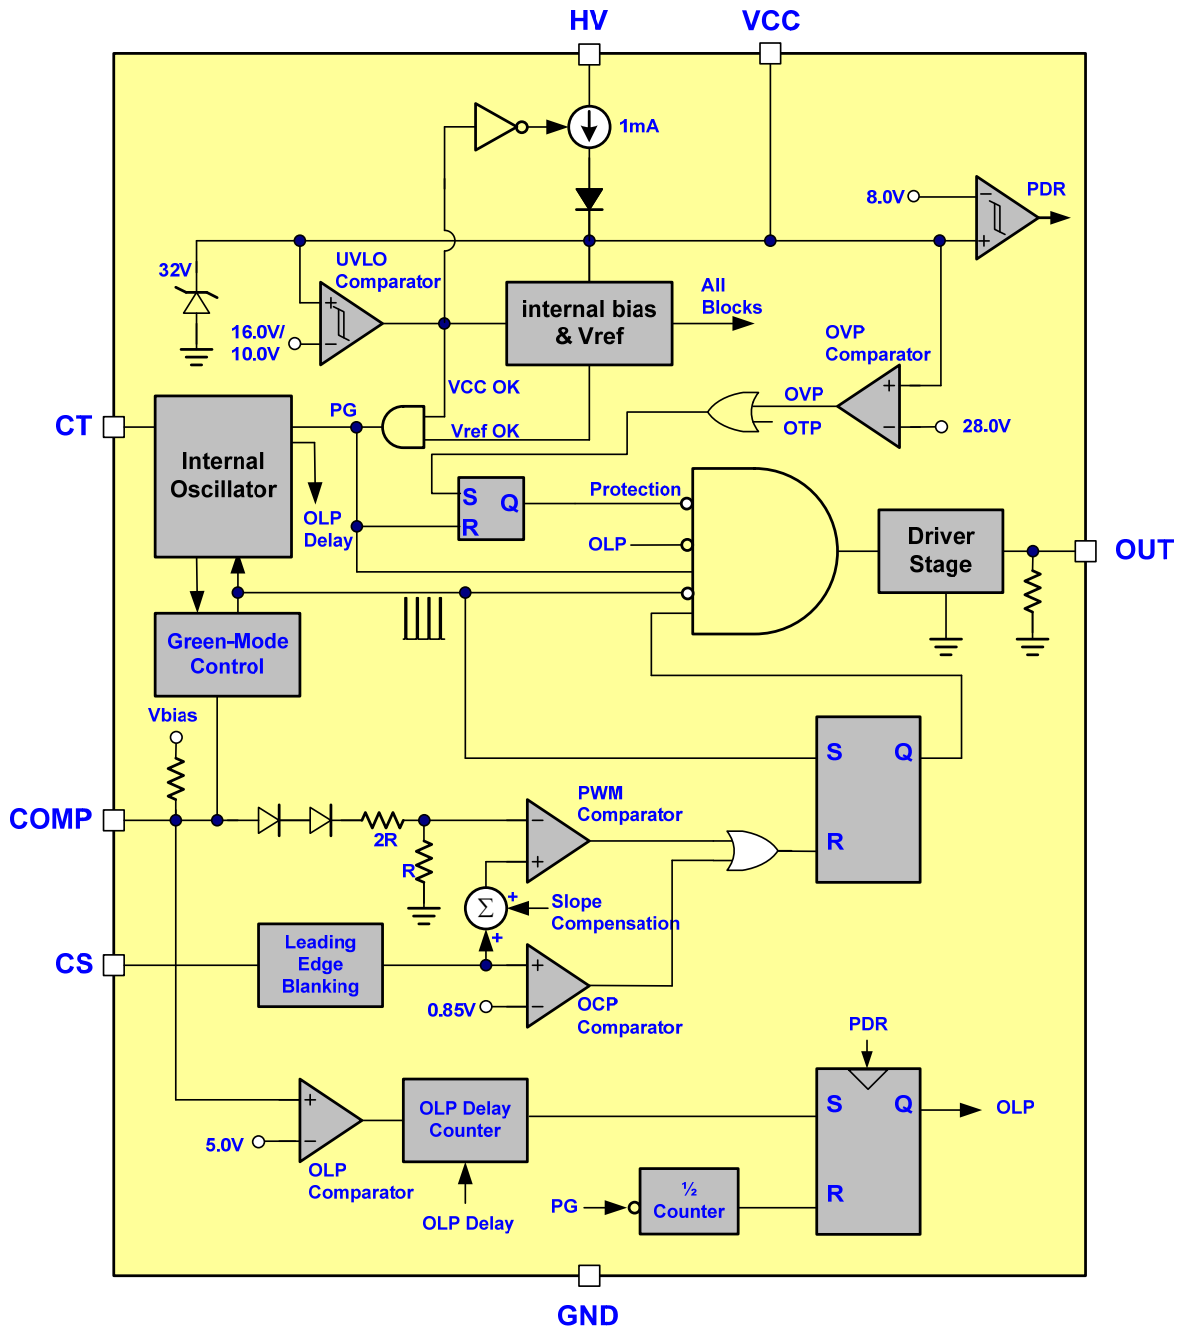 HV
VCC
1mA
8.0V
PDR
32V
UVLO
Comparator
16.0V/
10.0V
internal bias
& Vref
All
Blocks
OVP
Comparator
VCC OK
Vref OK
PG
OVP
OTP
28.0V
CT
Internal
Oscillator
OLP
Delay
S
Q
R
Protection
OLP
Driver
Stage
OUT
Green-Mode
Control
Vbias
COMP
2R
R
PWM
Comparator
S
Q
R
Σ
+
+
Slope
Compensation
CS
Leading
Edge
Blanking
0.85V
OCP
Comparator
PDR
5.0V
OLP
Comparator
OLP Delay
Counter
OLP Delay
S
Q
R
OLP
PG
½
Counter
GND